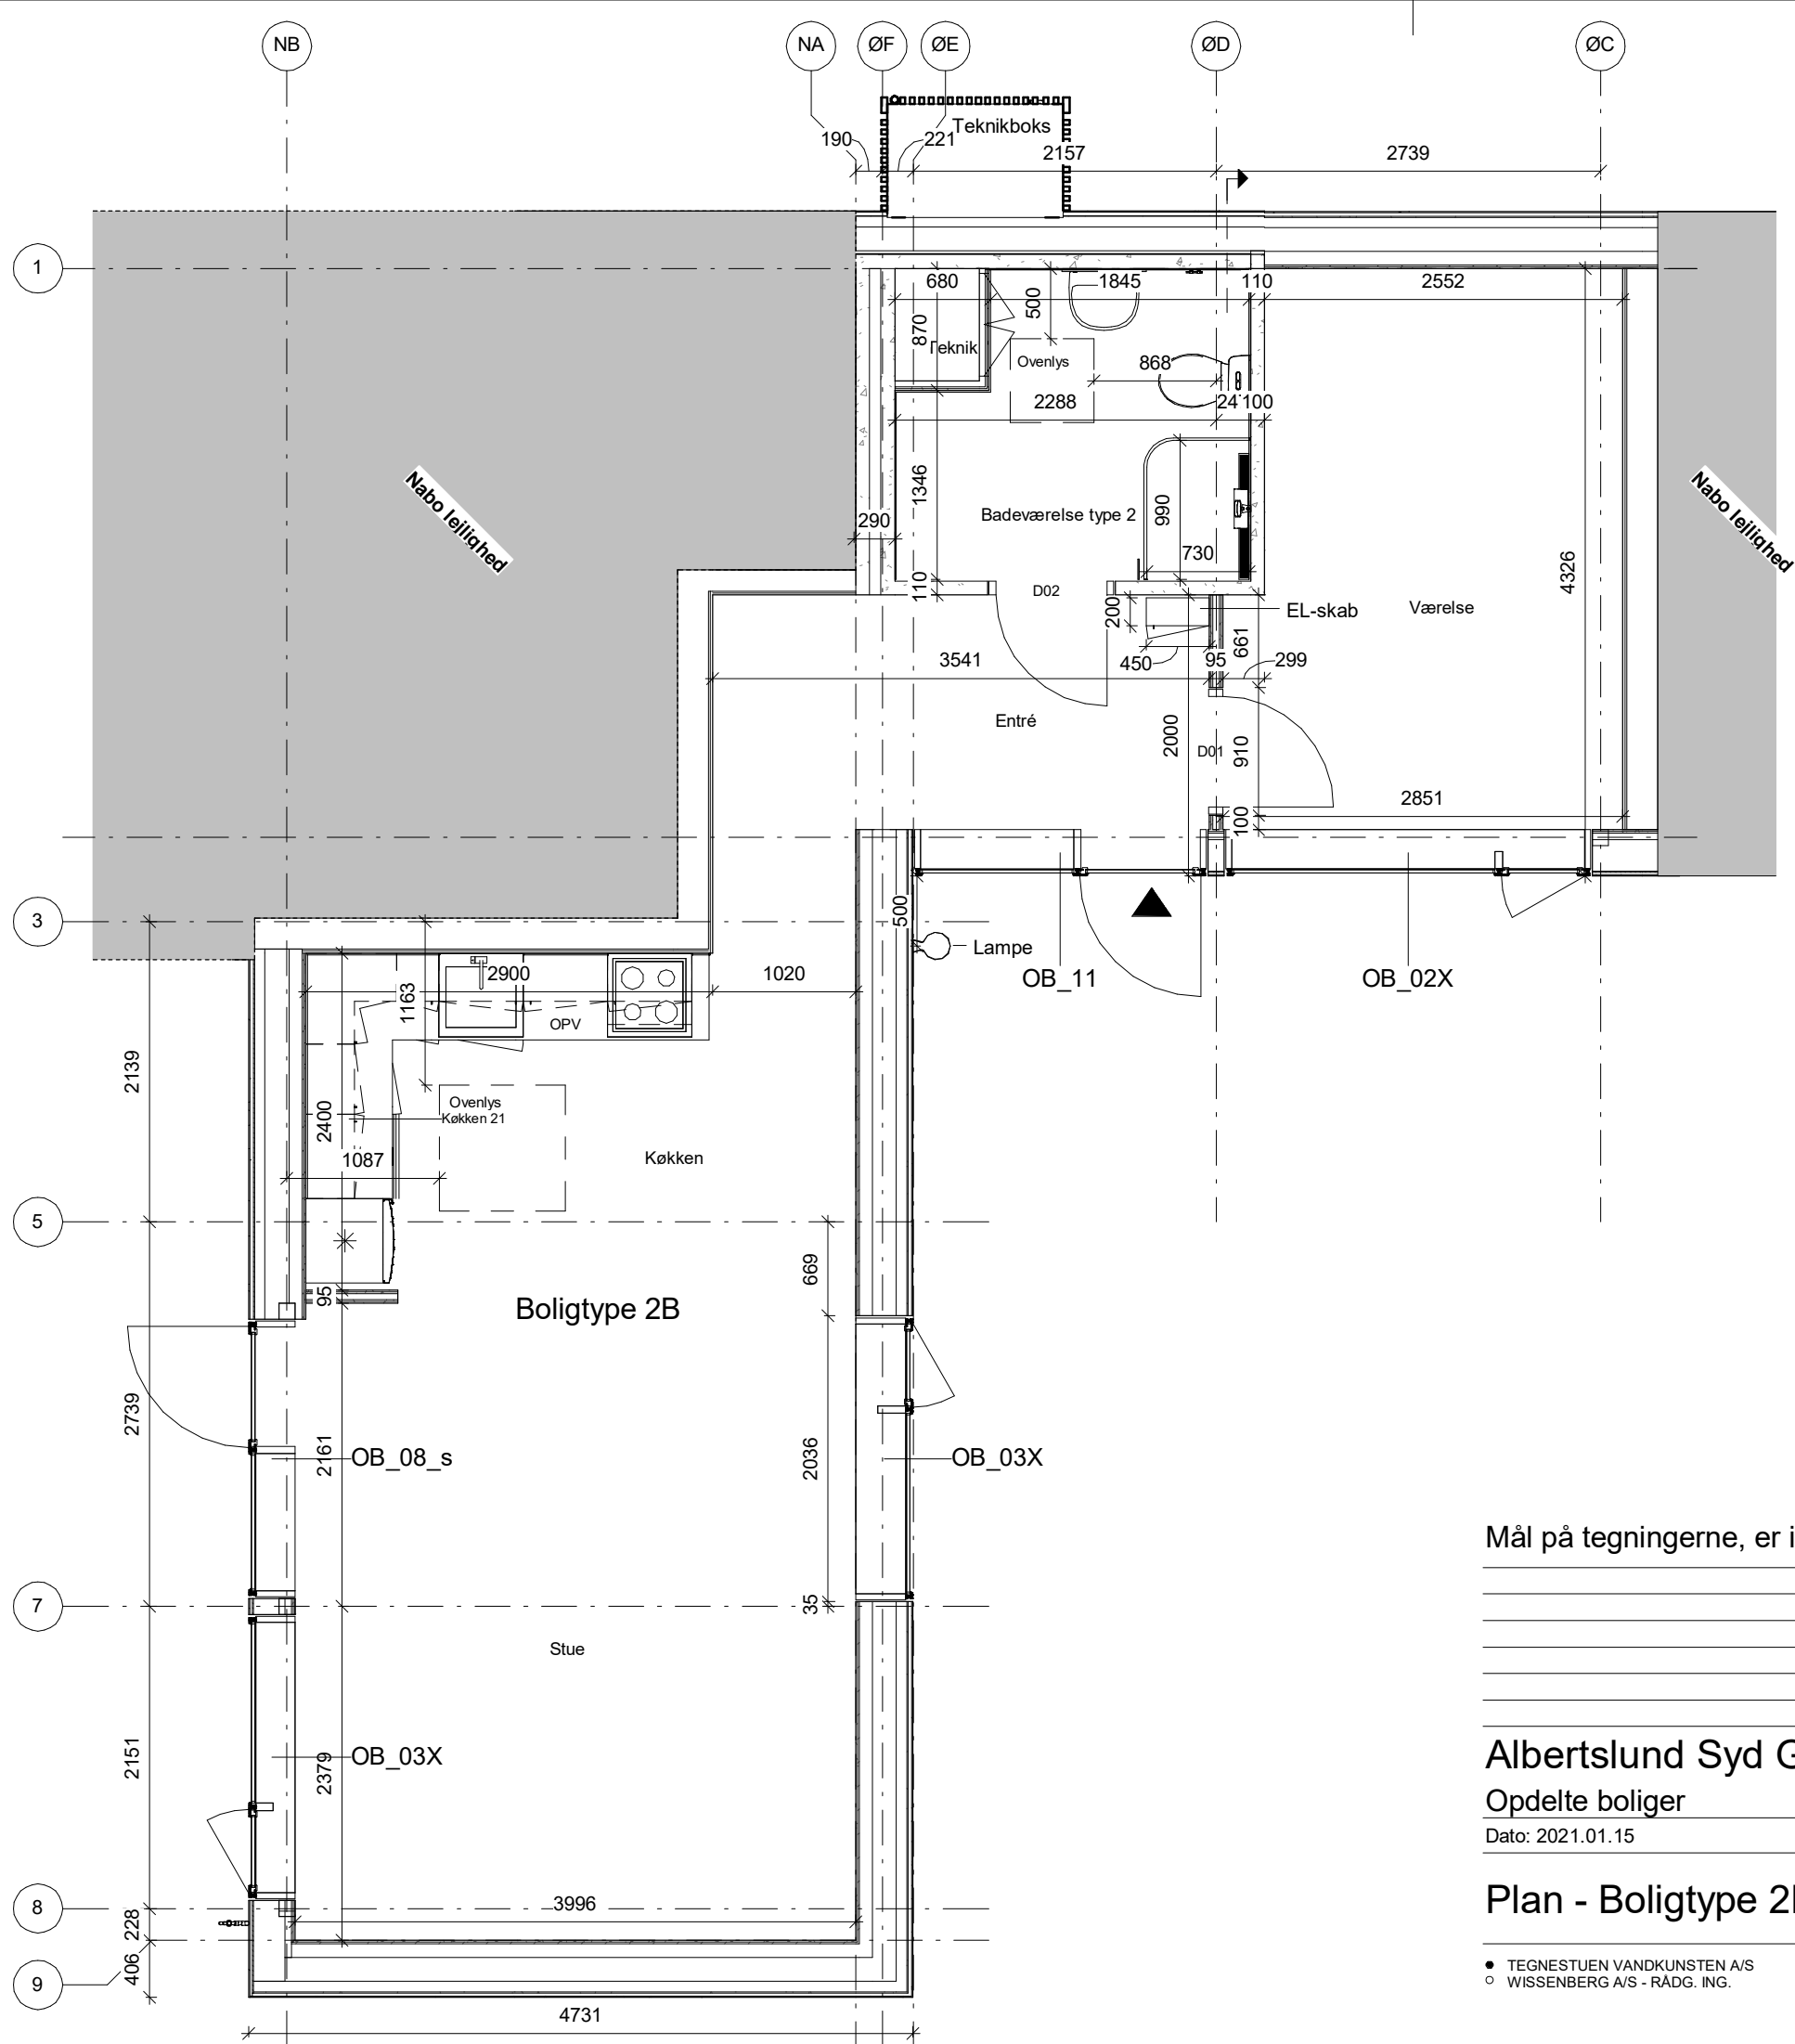 NB
NA
ØF
ØE
ØD
ØC
Teknikboks
190
221
2157
2739
1
680
1845
110
2552
500
870
Teknik
Ovenlys
868
2288
24
100
Nabo lejlighed
Nabo lejlighed
1346
990
290
Badeværelse type 2
730
4326
110
D02
200
EL-skab
Værelse
661
3541
450
95
299
Entré
2000
D01
910
2851
100
3
500
Lampe
2900
1020
OB_11
OB_02X
1163
OPV
2139
Ovenlys
Køkken 21
2400
1087
Køkken
5
669
95
Boligtype 2B
2739
2161
OB_08_s
2036
OB_03X
Mål på tegningerne, er i
7
35
Stue
2151
2379
OB_03X
Albertslund Syd
Opdelte boliger
Dato: 2021.01.15
8
228
3996
Plan - Boligtype
9
406
TEGNESTUEN VANDKUNSTEN A/S
WISSENBERG A/S - RÅDG. ING.
4731